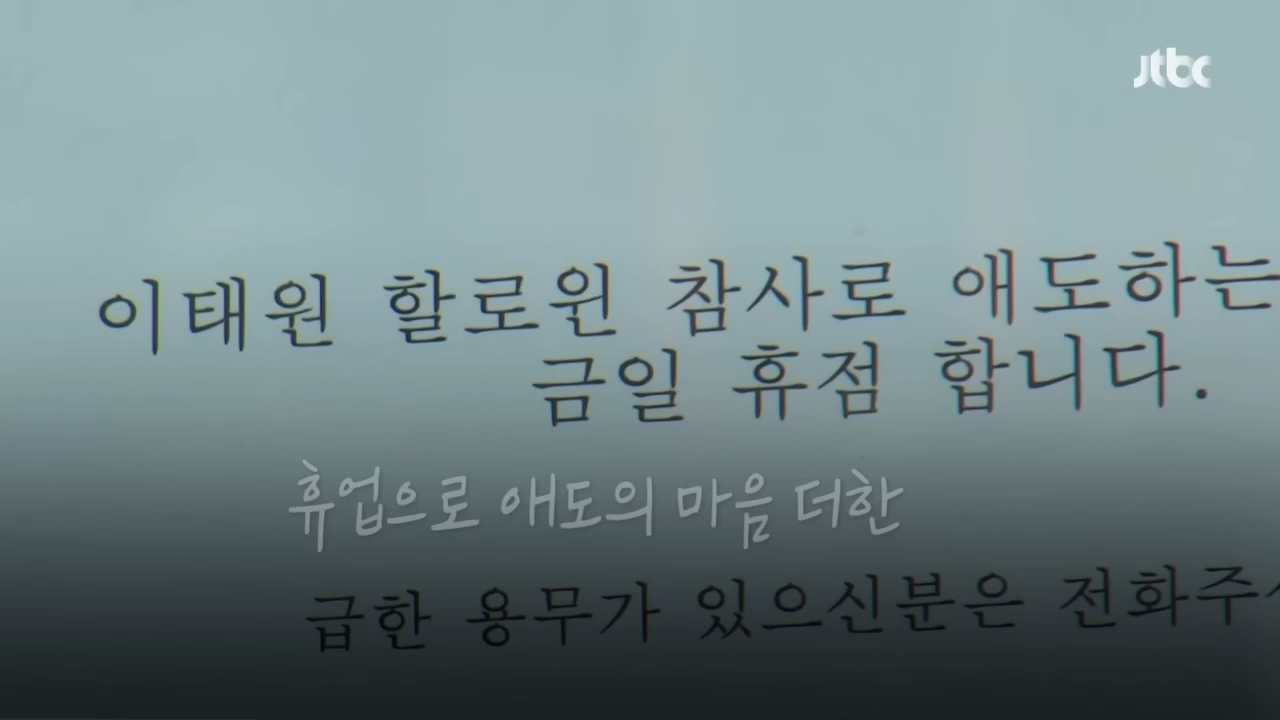 jtbc
이태원 할로윈 참사로 애도하는
금일 휴점 합니다.
휴업으로 애도의 마음 더한
급한 용무가 있으신분은 전화주